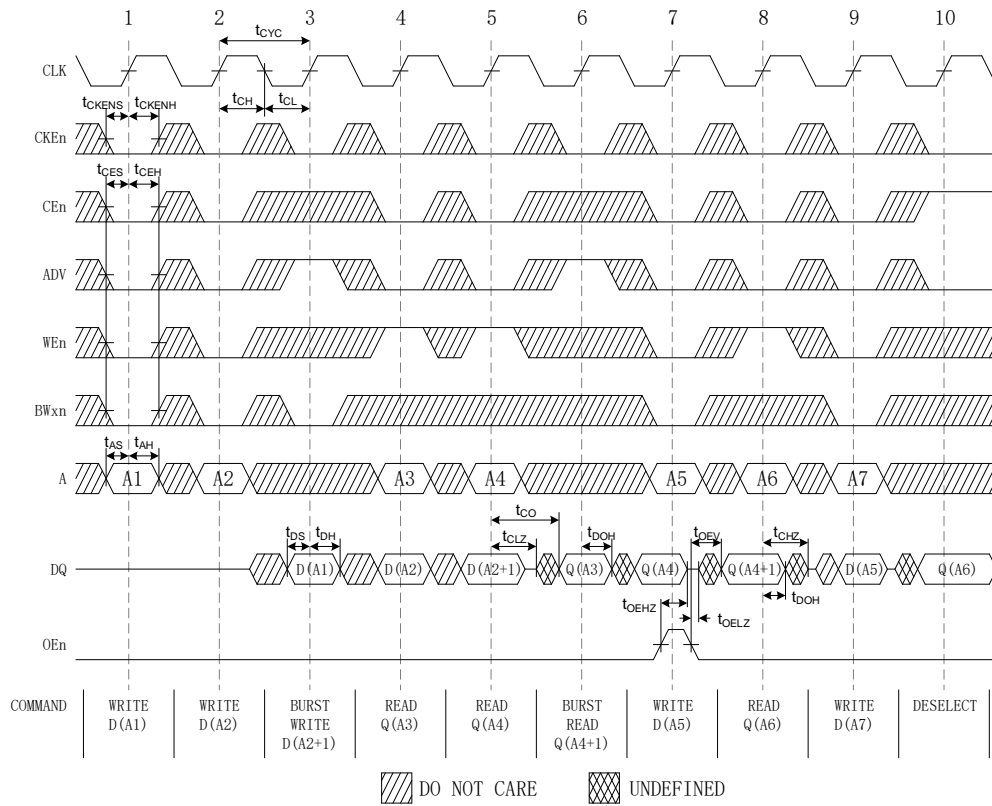 1 2 3 4 5 6 7 8 9 10
tCYC
CLK
tCH tCL
tCKENS tCKENH
CKEn
tCES tCEH
CEn
ADV
WEn
BWxn
tAS tAH
A A1 A2 A3 A4 A5 A6 A7
tCO
tDS tDH tCLZ tDOH tOEV tCHZ
DQ D(A1) D(A2) D(A2+1) Q(A3) Q(A4) Q(A4+1) D(A5) Q(A6)
tOEHZ tOELZ tDOH
OEn
COMMAND WRITE WRITE BURST READ READ BURST WRITE READ WRITE DESELECT
D(A1) D(A2) WRITE Q(A3) Q(A4) READ D(A5) Q(A6) D(A7)
D(A2+1) Q(A4+1)
DO NOT CARE UNDEFINED